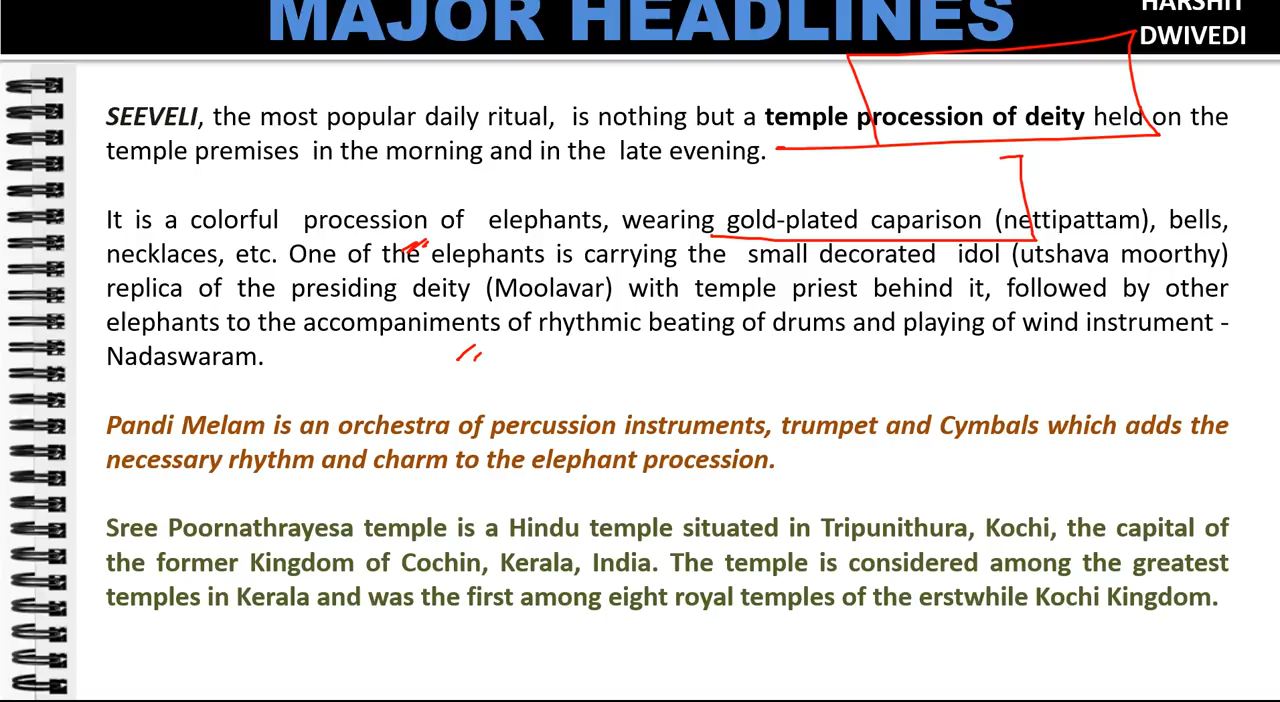 MAJOR HEADLINES
HARSHIT
DWIVEDI
SEEVELI, the most popular daily ritual, is nothing but a temple procession of deity held on the
temple premises in the morning and in the late evening.
It is a colorful procession of elephants, wearing gold-plated caparison (nettipattam), bells,
necklaces, etc. One of the elephants is carrying the small decorated idol (utshava moorthy)
replica of the presiding deity (Moolavar) with temple priest behind it, followed by other
elephants to the accompaniments of rhythmic beating of drums and playing of wind instrument -
Nadaswaram.
Pandi Melam is an orchestra of percussion instruments, trumpet and Cymbals which adds the
necessary rhythm and charm to the elephant procession.
Sree Poornathrayesa temple is a Hindu temple situated in Tripunithura, Kochi, the capital of
the former Kingdom of Cochin, Kerala, India. The temple is considered among the greatest
temples in Kerala and was the first among eight royal temples of the erstwhile Kochi Kingdom.